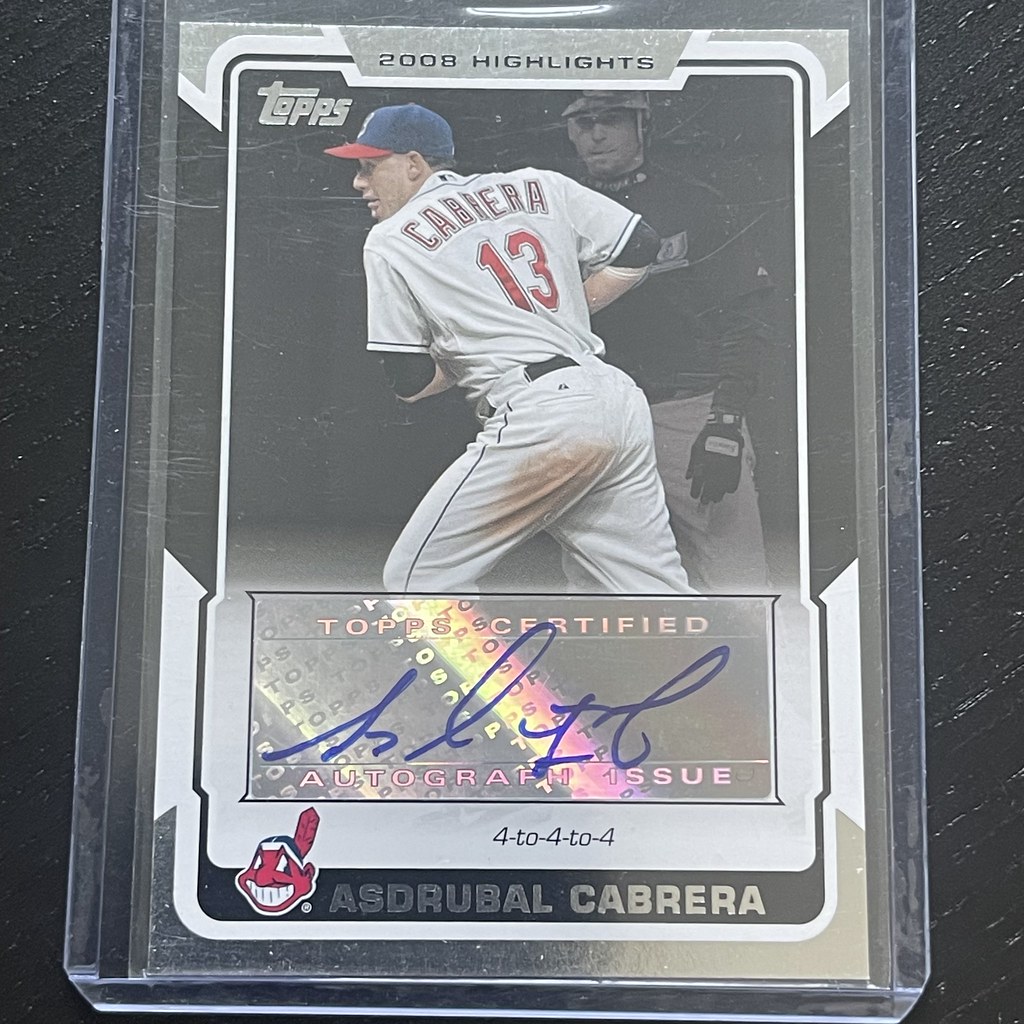 2008 HIGHLIGHTS
Topps
CABRERA
13
TOPPS CERTIFIED
AUTOGRAPH ISSUE
4-to-4-to-4
ASDRUBAL CABRERA